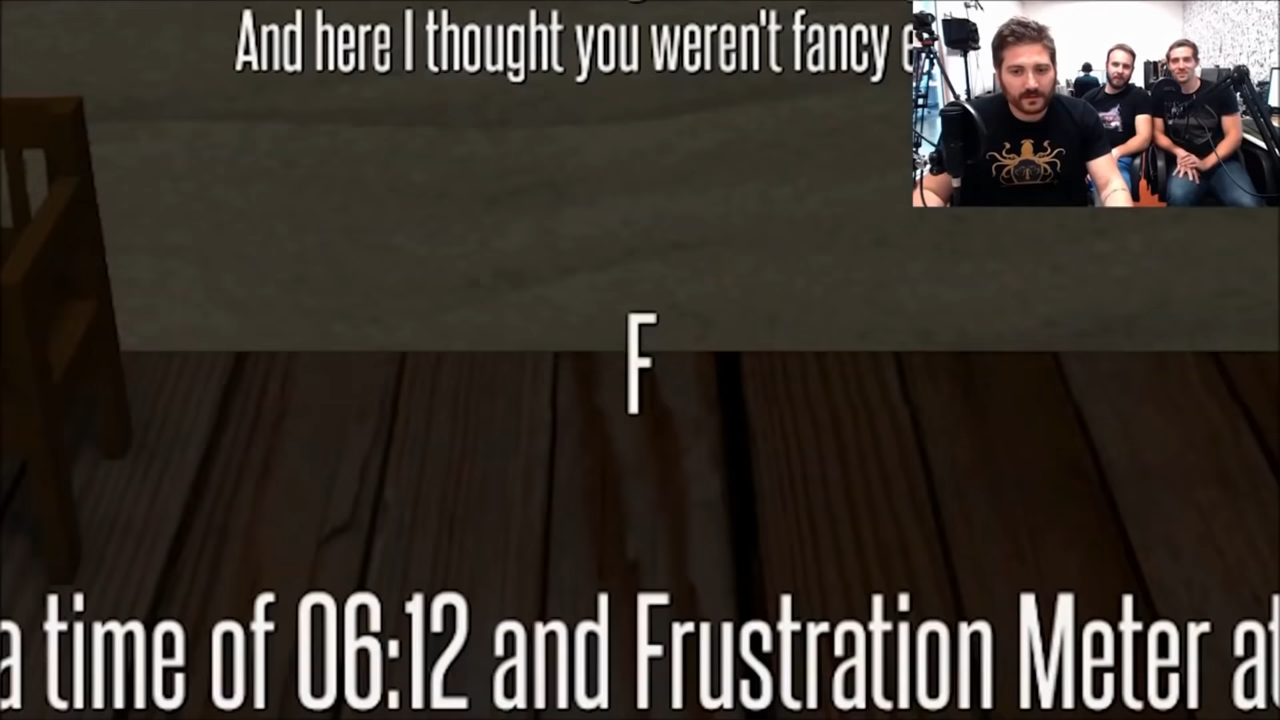 And here I thought you weren't fancy
F
a time of 06:12 and Frustration Meter at